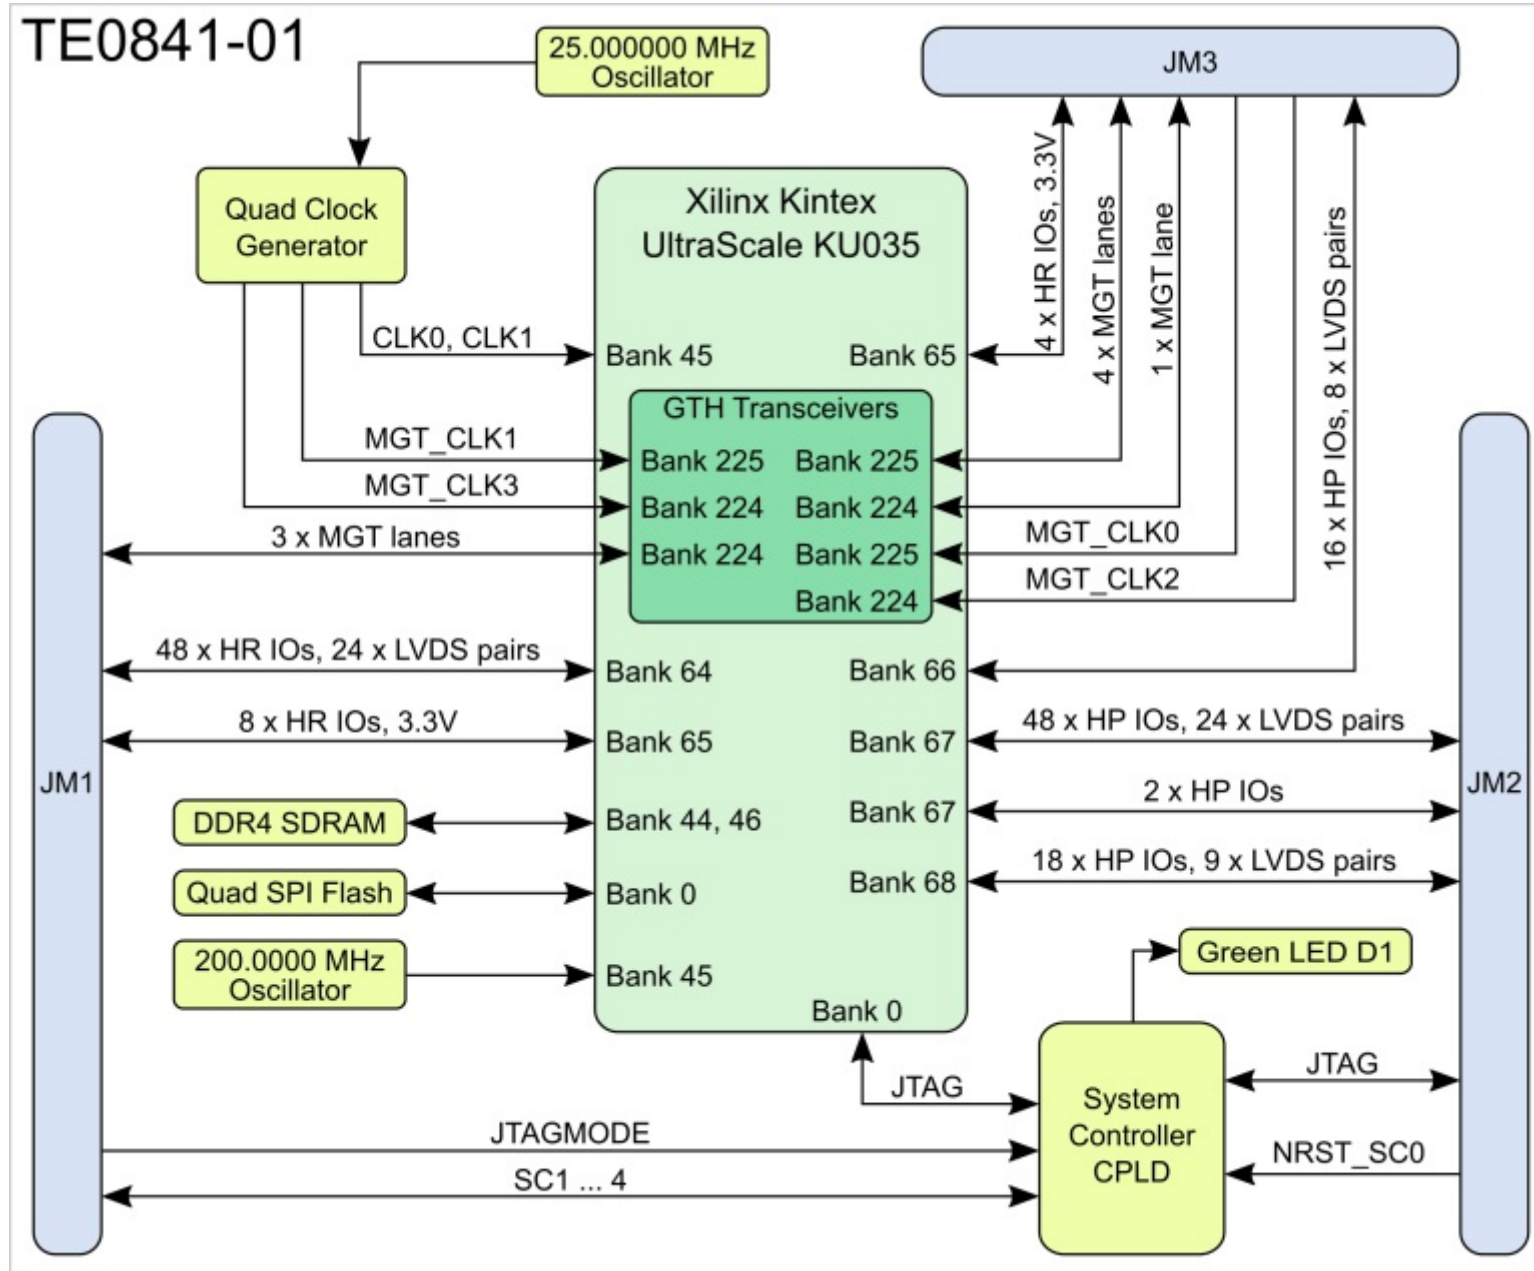 TE0841-01
25.000000 MHz
Oscillator
JM3
Quad Clock
Generator
Xilinx Kintex
UltraScale KU035
4 x HR IOs, 3.3V
4 x MGT lanes
1 x MGT lane
16 x HP IOs, 8 x LVDS pairs
CLK0, CLK1
Bank 45
Bank 65
GTH Transceivers
MGT_CLK1
Bank 225
Bank 225
MGT_CLK3
Bank 224
Bank 224
3 x MGT lanes
Bank 224
Bank 225
MGT_CLK0
Bank 224
MGT_CLK2
48 x HR IOs, 24 x LVDS pairs
Bank 64
Bank 66
8 x HR IOs, 3.3V
Bank 65
Bank 67
48 x HP IOs, 24 x LVDS pairs
JM1
JM2
DDR4 SDRAM
Bank 44, 46
Bank 67
2 x HP IOs
Quad SPI Flash
Bank 0
Bank 68
18 x HP IOs, 9 x LVDS pairs
200.0000 MHz
Oscillator
Bank 45
Green LED D1
Bank 0
JTAG
System
Controller
CPLD
JTAG
JTAGMODE
NRST_SC0
SC1 ... 4